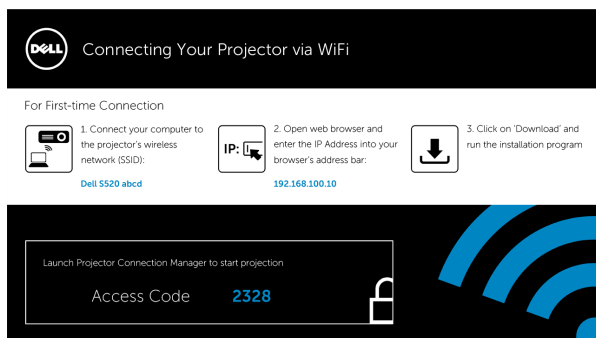 DELL
Connecting Your Projector via WiFi
For First-time Connection
1. Connect your computer to
the projector's wireless
network (SSID):
Dell S520 abcd
IP:
2. Open web browser and
enter the IP Address into your
browser's address bar:
192.168.100.10
3. Click on 'Download' and
run the installation program
Launch Projector Connection Manager to start projection
Access Code 2328